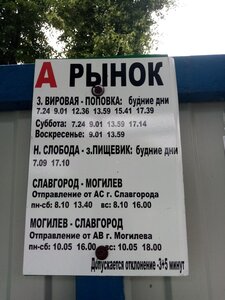 А РЫНОК
З. ВИРОВАЯ - ПОПОВКА: будние дни
7.24 9.01 12.36 13.59 15.41 17.39
Суббота: 7.24 9.01 13.59 17.14
Воскресенье: 9.01 13.59
Н. СЛОБОДА - з.ПИЩЕВИК: будние дни
7.09 17.10
СЛАВГОРОД - МОГИЛЕВ
Отправление от АС г. Славгорода
пн-сб: 8.10 13.40 вс: 8.10 16.00
МОГИЛЕВ - СЛАВГОРОД
Отправление от АВ г. Могилева
пн-сб: 10.05 16.00 вс: 10.05 18.00
Допускается отклонение -3+5 минут